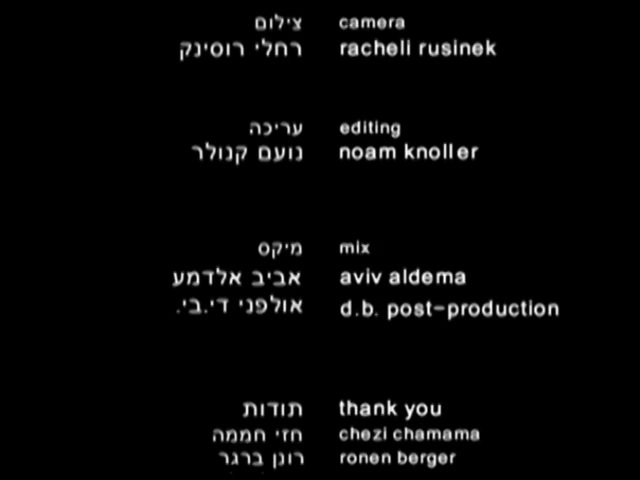 צילום camera
רחלי רוסינק racheli rusinek
עריכה editing
נועם קנולר noam knoller
מיקס mix
אביב אלדמע aviv aldema
אולפני די.בי. d.b. post-production
תודות thank you
חזי חממה chezi chamama
רונן ברגר ronen berger